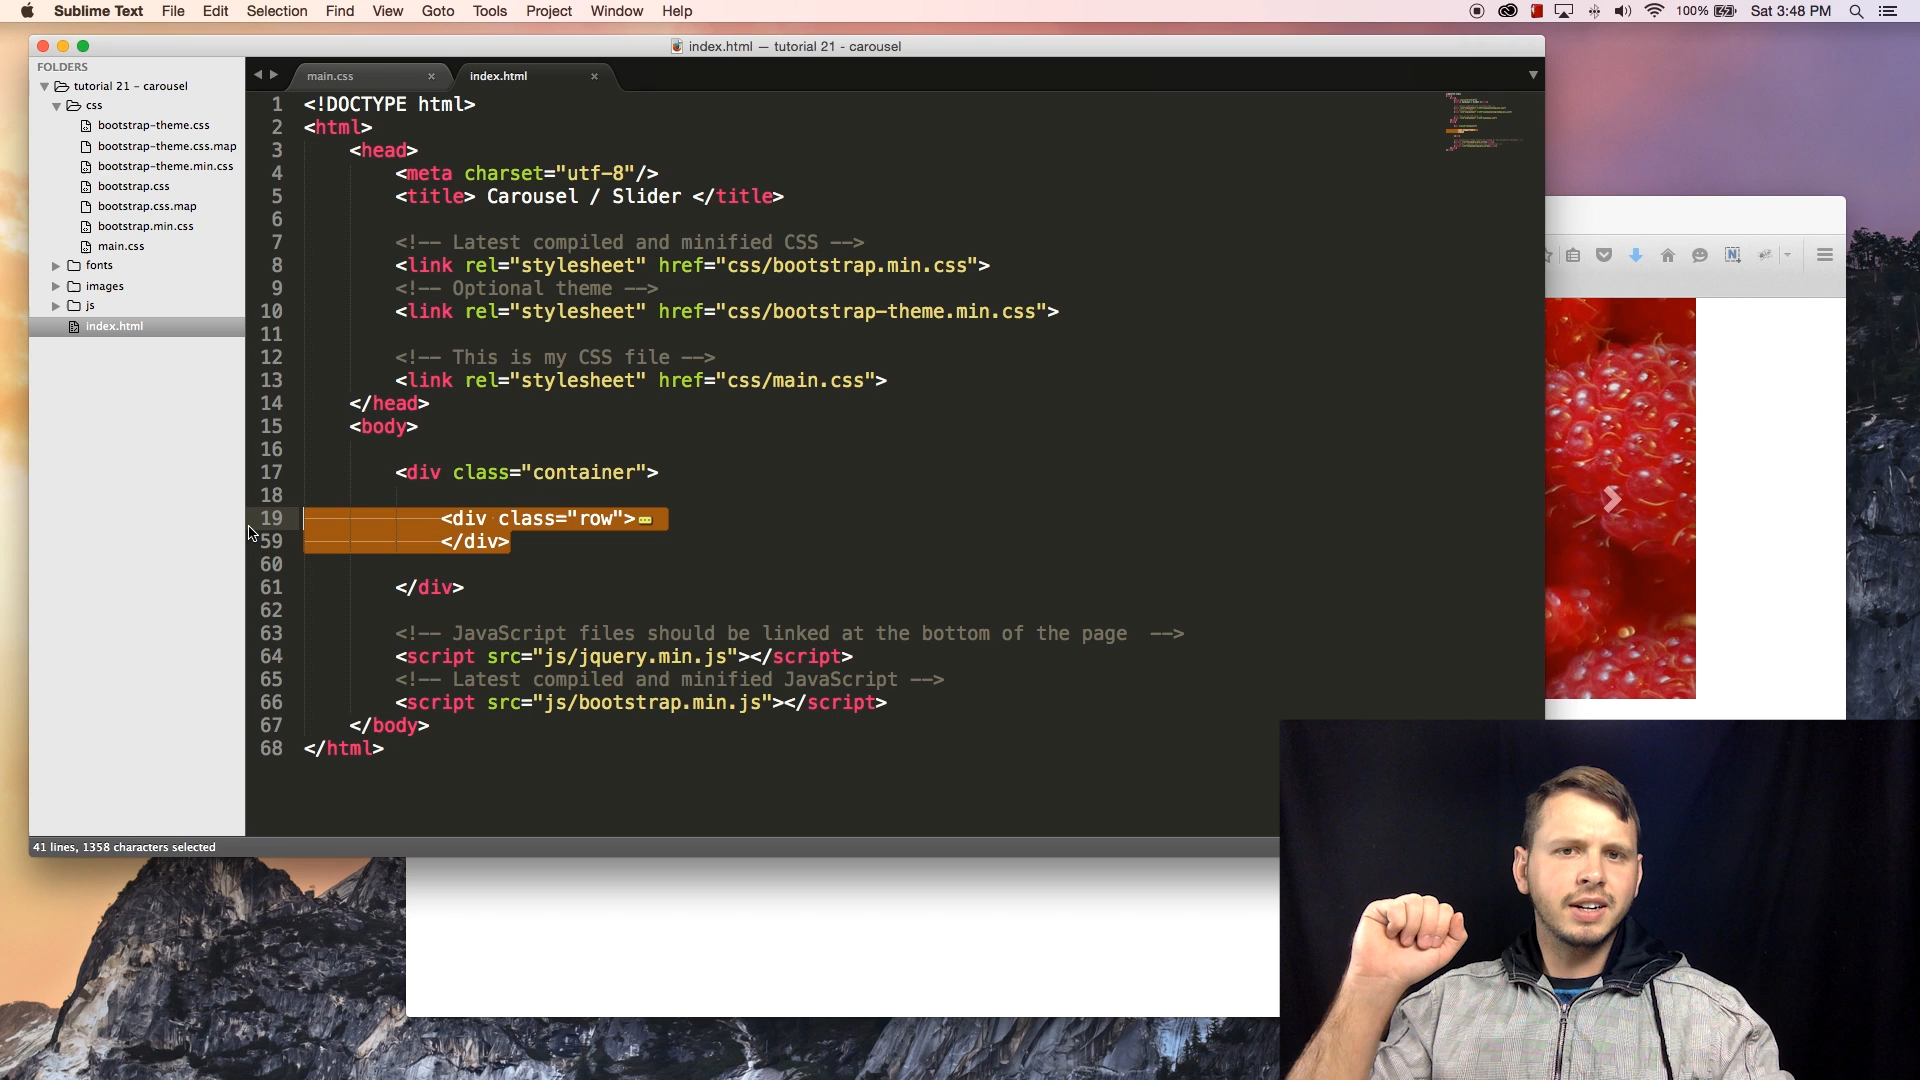 Sublime Text File Edit Selection Find View Goto Tools Project Window Help 100% Sat 3:48 PM
index.html — tutorial 21 - carousel
FOLDERS
tutorial 21 - carousel
css
bootstrap-theme.css
bootstrap-theme.css.map
bootstrap-theme.min.css
bootstrap.css
bootstrap.css.map
bootstrap.min.css
main.css
fonts
images
js
index.html
main.css index.html
1 <!DOCTYPE html>
2 <html>
3 <head>
4 <meta charset="utf-8"/>
5 <title> Carousel / Slider </title>
6
7 <!-- Latest compiled and minified CSS -->
8 <link rel="stylesheet" href="css/bootstrap.min.css">
9 <!-- Optional theme -->
10 <link rel="stylesheet" href="css/bootstrap-theme.min.css">
11
12 <!-- This is my CSS file -->
13 <link rel="stylesheet" href="css/main.css">
14 </head>
15 <body>
16
17 <div class="container">
18
19 <div class="row">
59 </div>
60
61 </div>
62
63 <!-- JavaScript files should be linked at the bottom of the page -->
64 <script src="js/jquery.min.js"></script>
65 <!-- Latest compiled and minified JavaScript -->
66 <script src="js/bootstrap.min.js"></script>
67 </body>
68 </html>
41 lines, 1358 characters selected